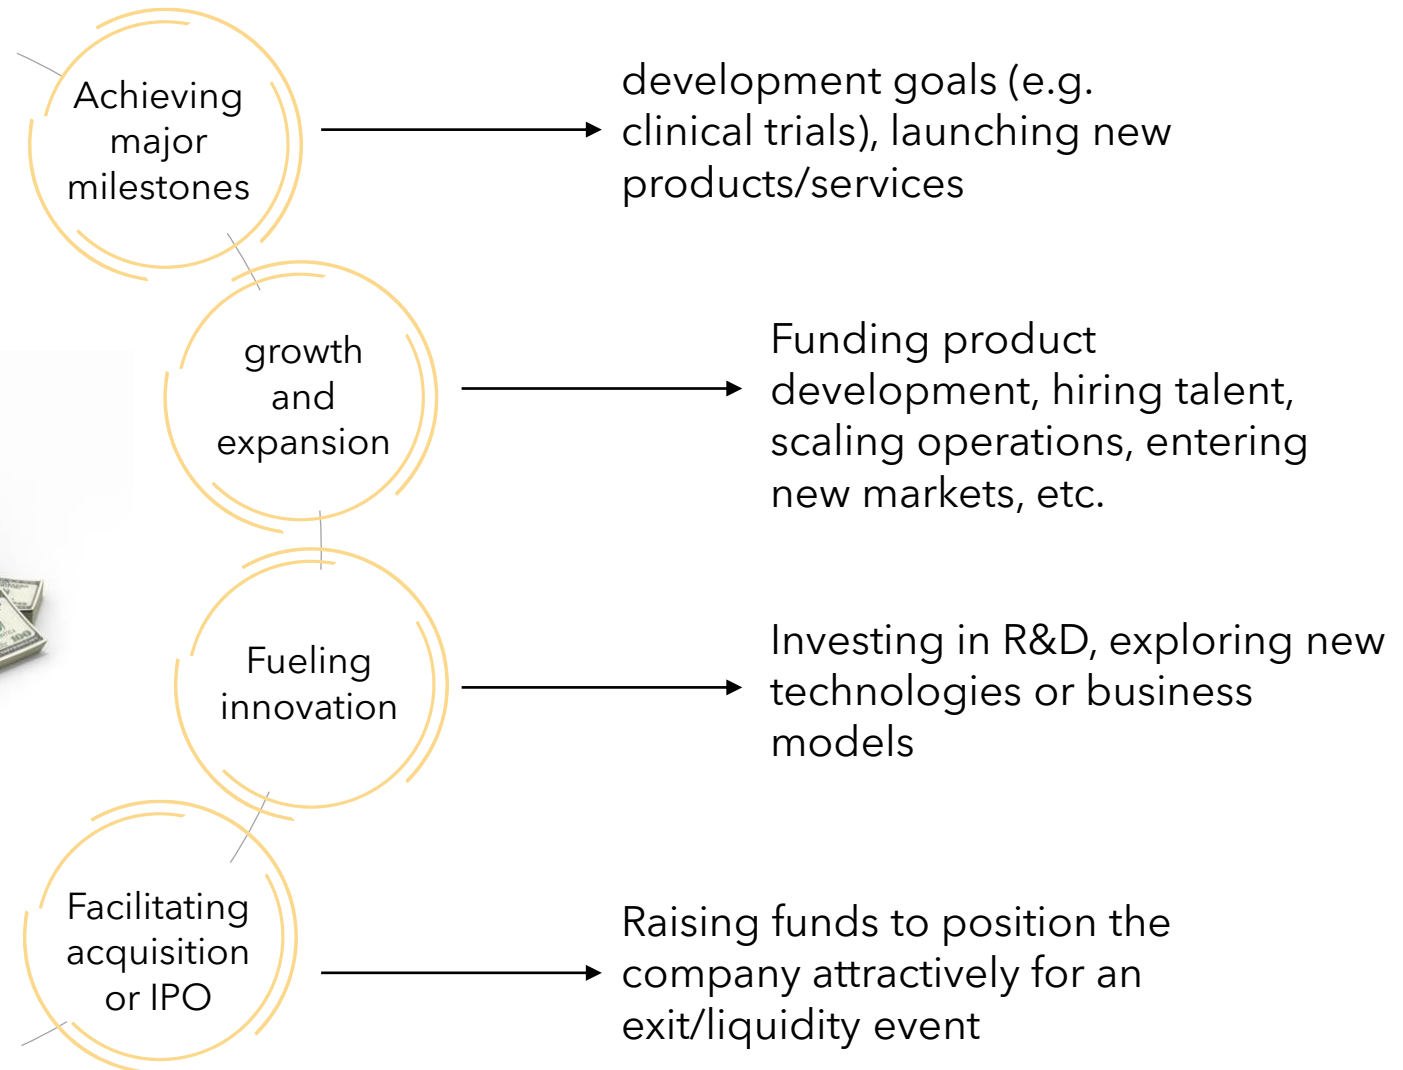 Achieving
major
milestones
development goals (e.g.
clinical trials), launching new
products/services
growth
and
expansion
Funding product
development, hiring talent,
scaling operations, entering
new markets, etc.
Fueling
innovation
Investing in R&D, exploring new
technologies or business
models
Facilitating
acquisition
or IPO
Raising funds to position the
company attractively for an
exit/liquidity event
100